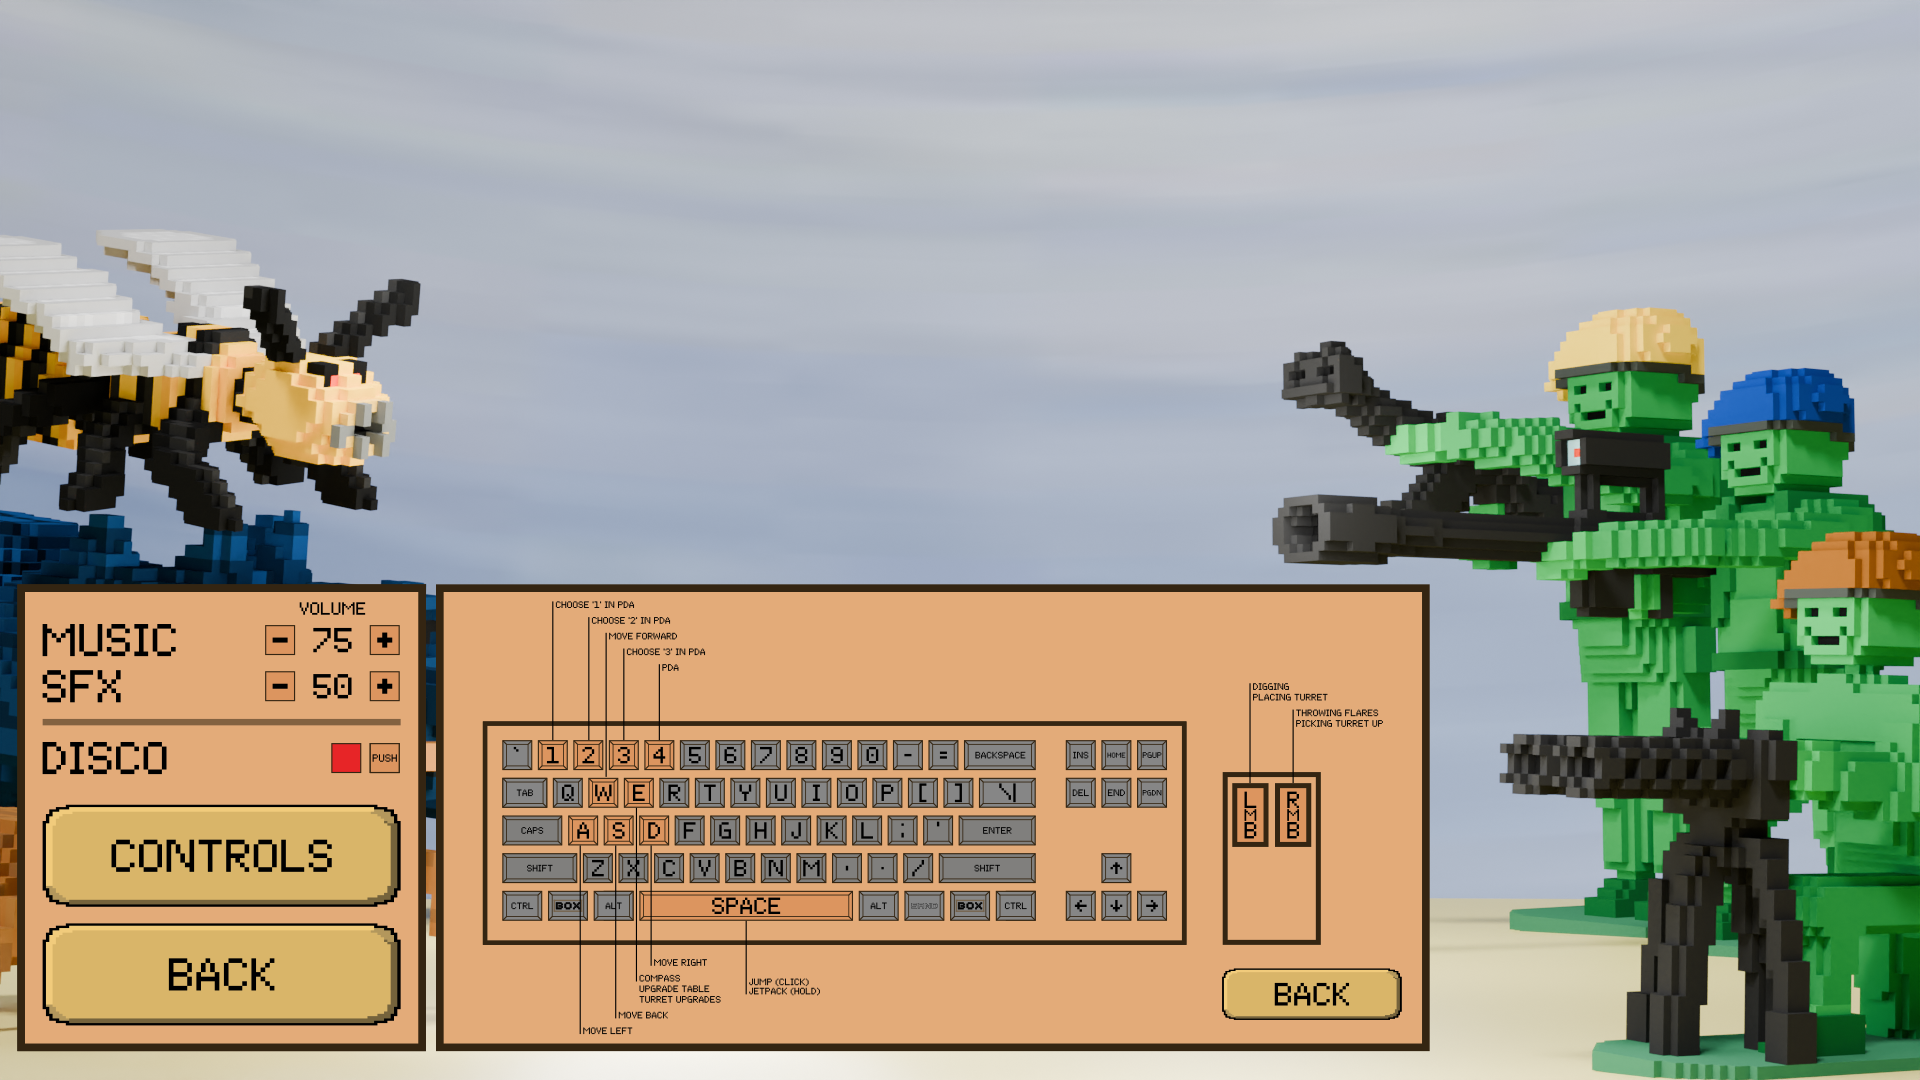 VOLUME
MUSIC - 75 +
SFX - 50 +
DISCO PUSH
CONTROLS
BACK
CHOOSE '1' IN PDA
CHOOSE '2' IN PDA
MOVE FORWARD
CHOOSE '3' IN PDA
PDA
` 1 2 3 4 5 6 7 8 9 0 - = BACKSPACE INS HOME PGUP
TAB Q W E R T Y U I O P [ ] \| DEL END PGDN
CAPS A S D F G H J K L ; ' ENTER
SHIFT Z X C V B N M , . / SHIFT ↑
CTRL BOX ALT SPACE ALT BOX CTRL ← ↓ →
MOVE RIGHT
COMPASS
UPGRADE TABLE
TURRET UPGRADES
MOVE BACK
MOVE LEFT
JUMP (CLICK)
JETPACK (HOLD)
DIGGING
PLACING TURRET
THROWING FLARES
PICKING TURRET UP
LMB
RMB
BACK